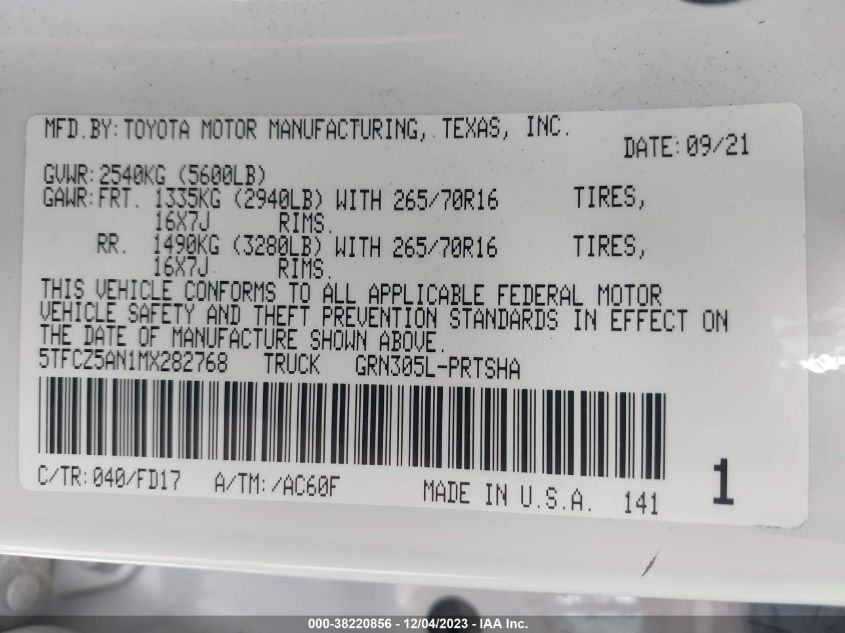 MFD.BY:TOYOTA MOTOR MANUFACTURING, TEXAS, INC.
DATE:09/21
GVWR:2540KG (5600LB)
GAWR:FRT. 1335KG (2940LB) WITH 265/70R16 TIRES,
16X7J RIMS.
RR. 1490KG (3280LB) WITH 265/70R16 TIRES,
16X7J RIMS.
THIS VEHICLE CONFORMS TO ALL APPLICABLE FEDERAL MOTOR
VEHICLE SAFETY AND THEFT PREVENTION STANDARDS IN EFFECT ON
THE DATE OF MANUFACTURE SHOWN ABOVE.
5TFCZ5AN1MX282768 TRUCK GRN305L-PRTSHA
C/TR:040/FD17 A/TM:/AC60F MADE IN U.S.A. 141 1
000-38220856 - 12/04/2023 - IAA Inc.